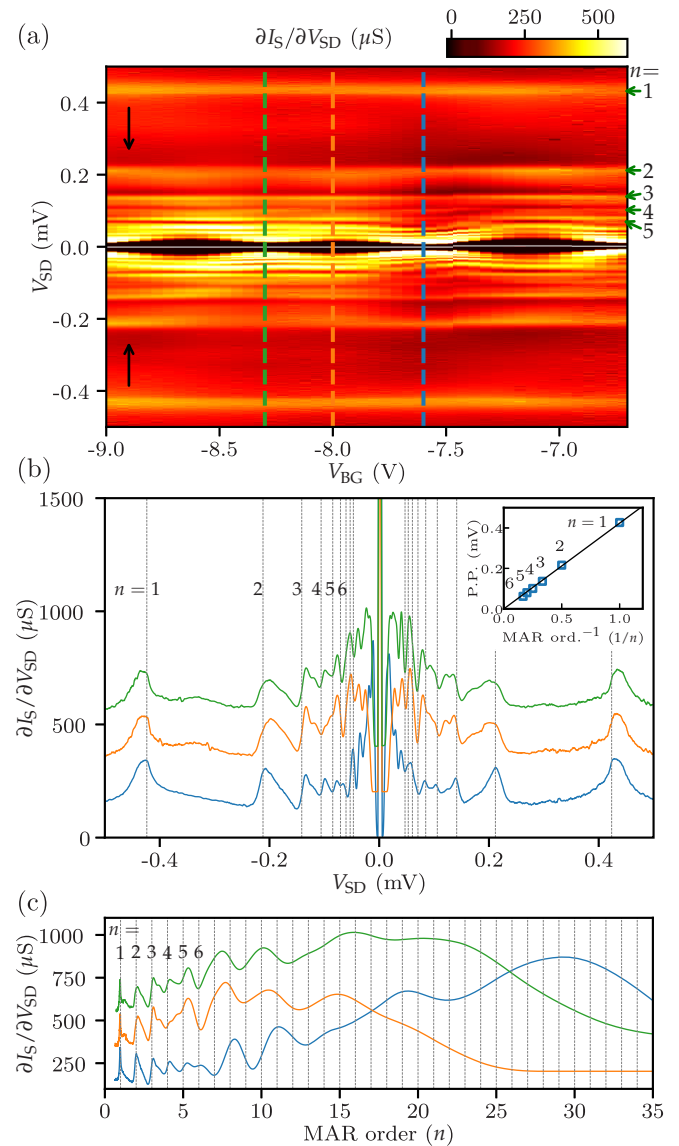 (a)
∂I_S/∂V_SD (μS)
0 250 500
n=
1
2
3
4
5
0.4
0.2
0.0
-0.2
-0.4
V_SD (mV)
-9.0 -8.5 -8.0 -7.5 -7.0
V_BG (V)
(b)
1500
1000
500
0
∂I_S/∂V_SD (μS)
n = 1 2 3 4 5 6
-0.4 -0.2 0.0 0.2 0.4
V_SD (mV)
0.4
0.2
0.0
P.P. (mV)
n = 1
2
3
4
5
6
0.0 0.5 1.0
MAR ord.⁻¹ (1/n)
(c)
1000
750
500
250
∂I_S/∂V_SD (μS)
n =
1 2 3 4 5 6
0 5 10 15 20 25 30 35
MAR order (n)